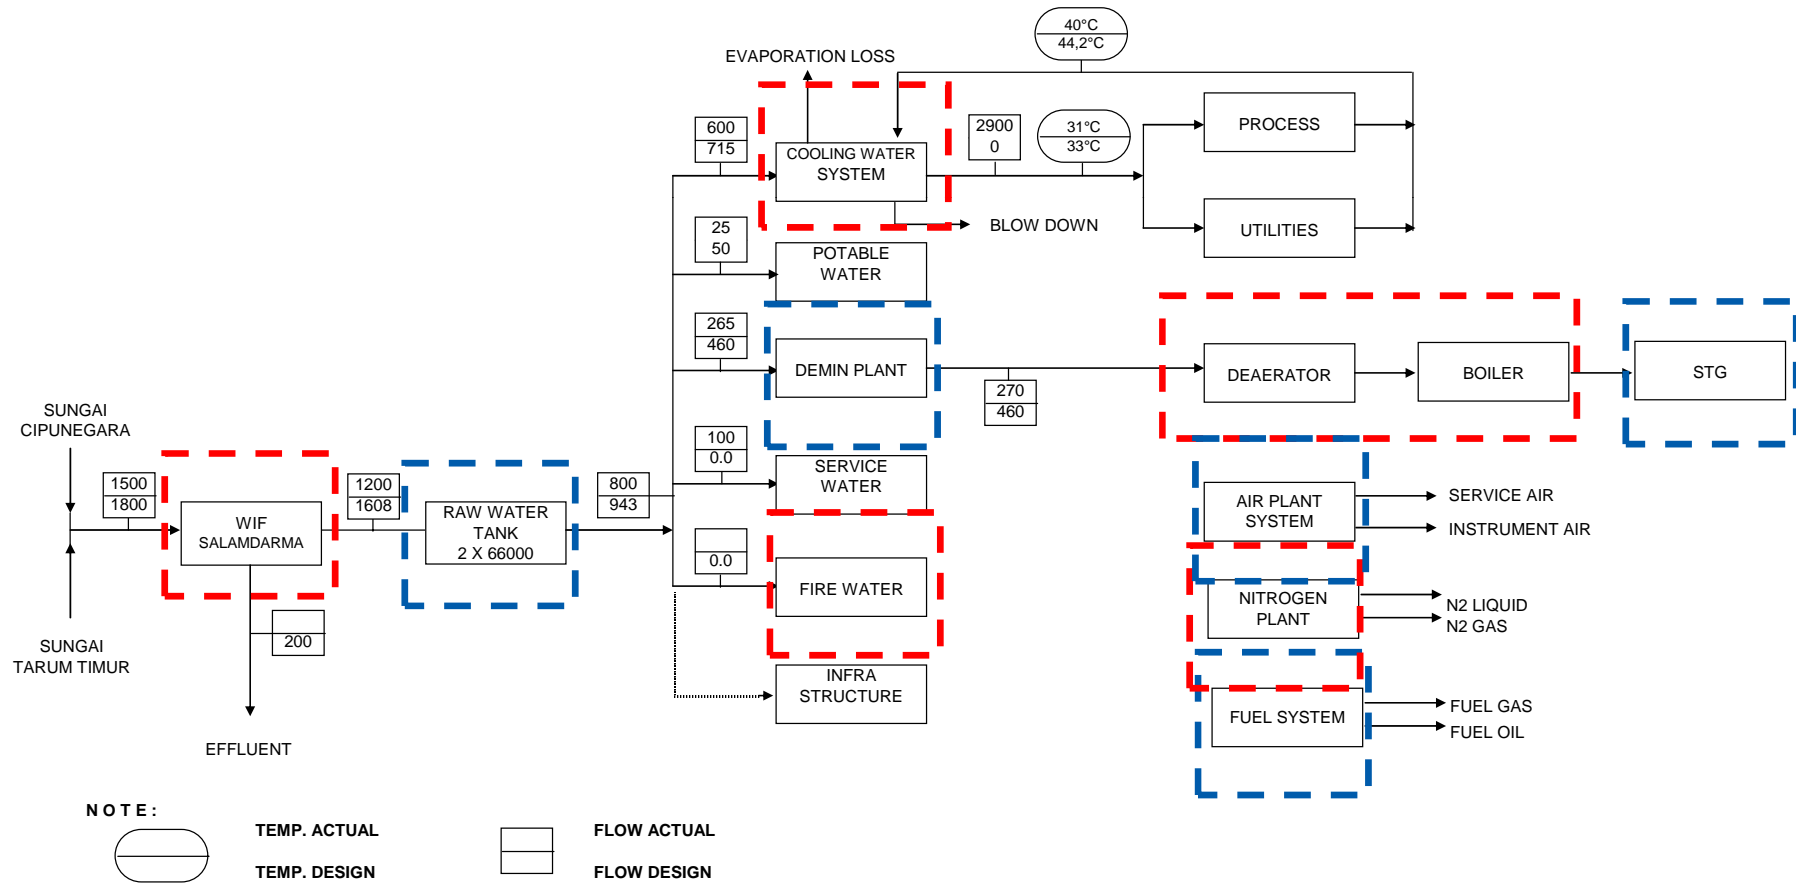 40°C
44,2°C
EVAPORATION LOSS
600
715
COOLING WATER
SYSTEM
2900
0
31°C
33°C
PROCESS
UTILITIES
BLOW DOWN
25
50
POTABLE
WATER
265
460
DEMIN PLANT
270
460
DEAERATOR
BOILER
STG
SUNGAI
CIPUNEGARA
1500
1800
WIF
SALAMDARMA
1200
1608
RAW WATER
TANK
2 X 66000
800
943
100
0.0
SERVICE
WATER
0.0
FIRE WATER
INFRA
STRUCTURE
200
EFFLUENT
SUNGAI
TARUM TIMUR
AIR PLANT
SYSTEM
SERVICE AIR
INSTRUMENT AIR
NITROGEN
PLANT
N2 LIQUID
N2 GAS
FUEL SYSTEM
FUEL GAS
FUEL OIL
N O T E :
TEMP. ACTUAL
TEMP. DESIGN
FLOW ACTUAL
FLOW DESIGN